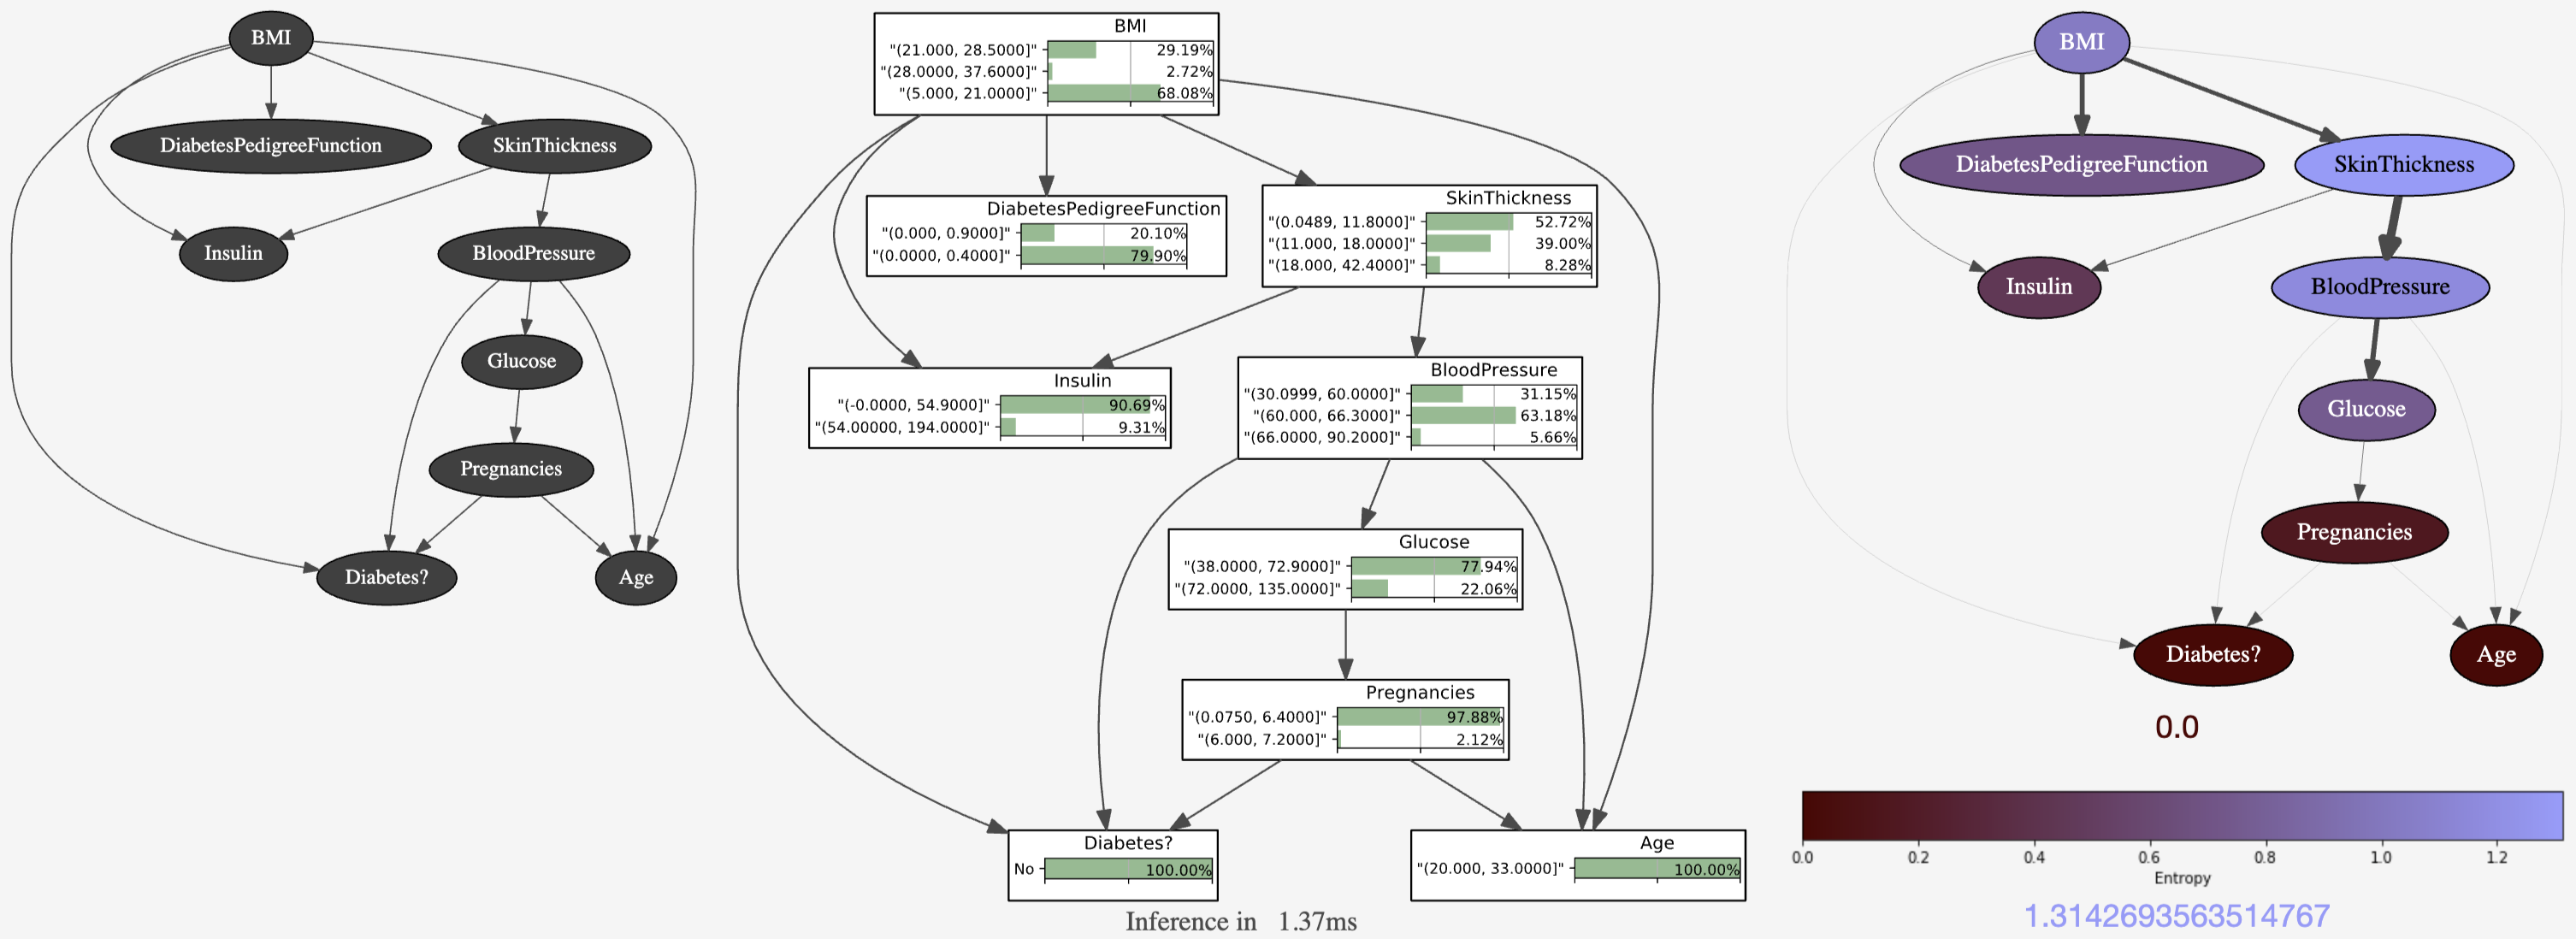 BMI
DiabetesPedigreeFunction
SkinThickness
Insulin
BloodPressure
Glucose
Pregnancies
Diabetes?
Age
BMI
"(21.000, 28.5000]" 29.19%
"(28.0000, 37.6000]" 2.72%
"(5.000, 21.0000]" 68.08%
DiabetesPedigreeFunction
"(0.000, 0.9000]" 20.10%
"(0.0000, 0.4000]" 79.90%
SkinThickness
"(0.0489, 11.8000]" 52.72%
"(11.000, 18.0000]" 39.00%
"(18.000, 42.4000]" 8.28%
Insulin
"(-0.0000, 54.9000]" 90.69%
"(54.00000, 194.0000]" 9.31%
BloodPressure
"(30.0999, 60.0000]" 31.15%
"(60.000, 66.3000]" 63.18%
"(66.0000, 90.2000]" 5.66%
Glucose
"(38.0000, 72.9000]" 77.94%
"(72.0000, 135.0000]" 22.06%
Pregnancies
"(0.0750, 6.4000]" 97.88%
"(6.000, 7.2000]" 2.12%
Diabetes?
No 100.00%
Age
"(20.000, 33.0000]" 100.00%
Inference in 1.37ms
BMI
DiabetesPedigreeFunction
SkinThickness
Insulin
BloodPressure
Glucose
Pregnancies
Diabetes?
Age
0.0
0.0 0.2 0.4 0.6 0.8 1.0 1.2
Entropy
1.3142693563514767